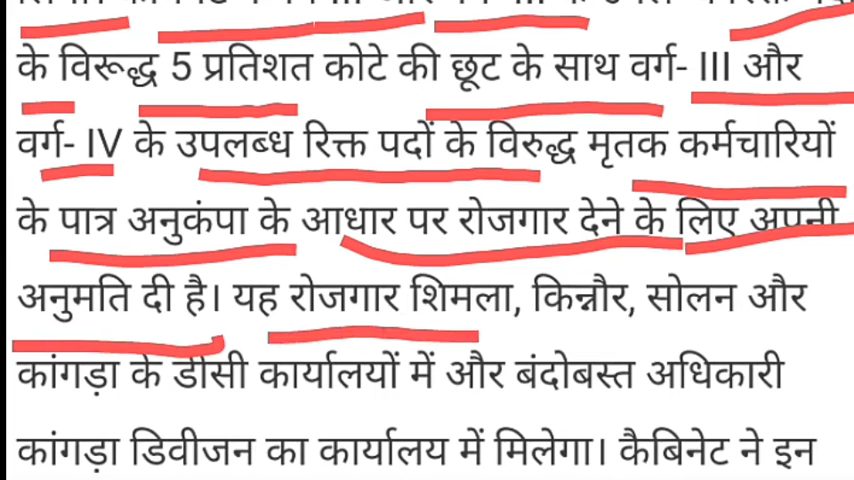 के विरूद्ध 5 प्रतिशत कोटे की छूट के साथ वर्ग- III और
वर्ग- IV के उपलब्ध रिक्त पदों के विरुद्ध मृतक कर्मचारियों
के पात्र अनुकंपा के आधार पर रोजगार देने के लिए अपनी
अनुमति दी है। यह रोजगार शिमला, किन्नौर, सोलन और
कांगड़ा के डीसी कार्यालयों में और बंदोबस्त अधिकारी
कांगड़ा डिवीजन का कार्यालय में मिलेगा। कैबिनेट ने इन